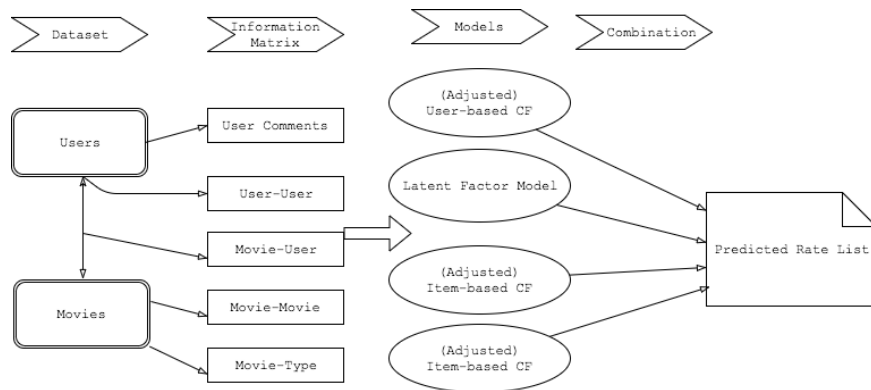 Dataset
Information
Matrix
Models
Combination
Users
Movies
User Comments
User-User
Movie-User
Movie-Movie
Movie-Type
(Adjusted)
User-based CF
Latent Factor Model
(Adjusted)
Item-based CF
(Adjusted)
Item-based CF
Predicted Rate List